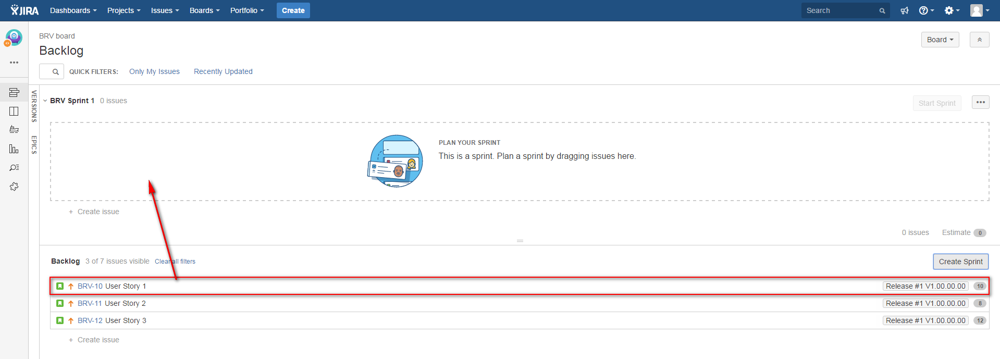 JIRA Dashboards Projects Issues Boards Portfolio Create Search
BRV board
Backlog
Board
QUICK FILTERS: Only My Issues Recently Updated
VERSIONS
EPICS
BRV Sprint 1 0 issues
Start Sprint
PLAN YOUR SPRINT
This is a sprint. Plan a sprint by dragging issues here.
+ Create issue
0 issues Estimate 0
Backlog 3 of 7 issues visible Clear all filters
Create Sprint
BRV-10 User Story 1 Release #1 V1.00.00.00 10
BRV-11 User Story 2 Release #1 V1.00.00.00 8
BRV-12 User Story 3 Release #1 V1.00.00.00 12
+ Create issue